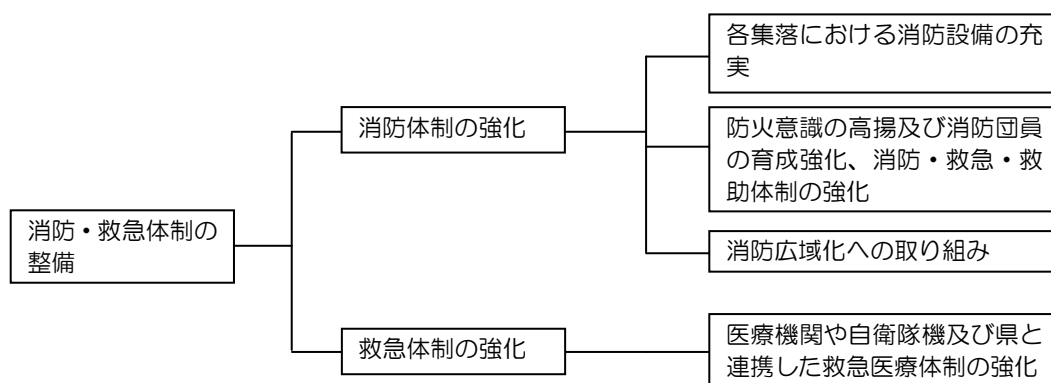 各集落における消防設備の充
実
消防体制の強化
防火意識の高揚及び消防団員
の育成強化、消防・救急・救
助体制の強化
消防・救急体制の
整備
消防広域化への取り組み
救急体制の強化
医療機関や自衛隊機及び県と
連携した救急医療体制の強化